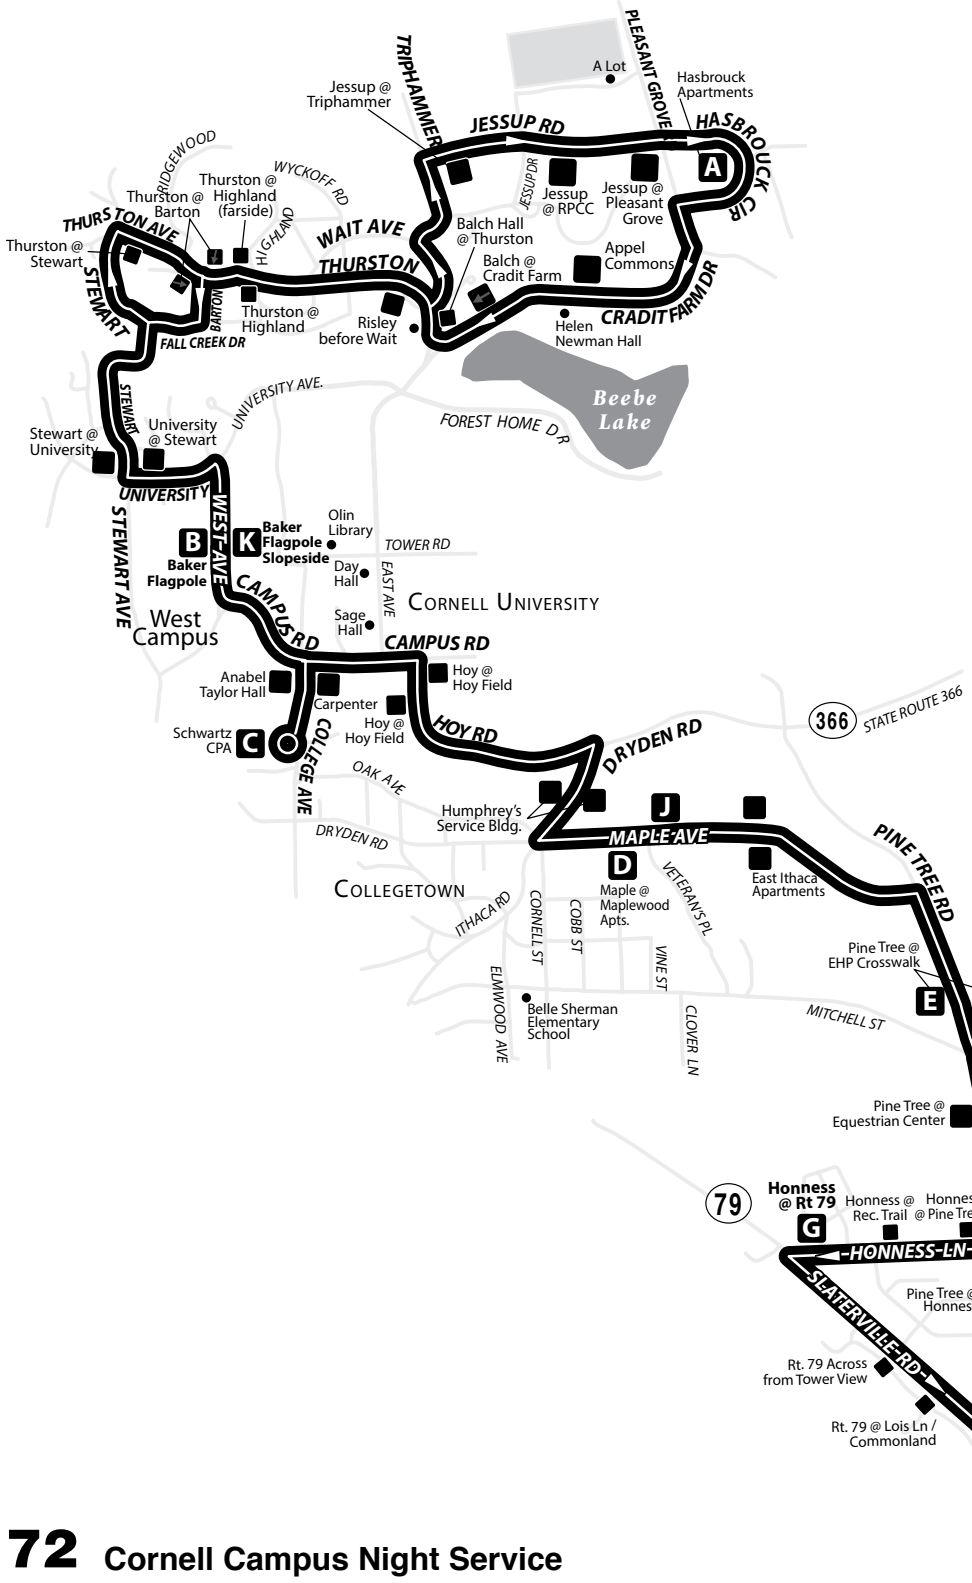 PLEASANT GROVE
A Lot
TRIPHAMMER
Jessup @
Triphammer
Hasbrouck
Apartments
JESSUP RD
HASBROUCK
CIR
A
RIDGEWOOD
WYCKOFF RD
Thurston @
Highland
(farside)
Thurston @
Barton
HIGHLAND
JESSUP DR
Jessup
@ RPCC
Jessup @
Pleasant
Grove
THURSTON AVE
WAIT AVE
Balch Hall
@ Thurston
Appel
Commons
Thurston @
Stewart
THURSTON
Balch @
Cradit Farm
STEWART
BARTON
Thurston @
Highland
Risley
before Wait
CRADIT FARM DR
Helen
Newman Hall
FALL CREEK DR
UNIVERSITY AVE.
Beebe
Lake
STEWART
FOREST HOME DR
Stewart @
University
University
@ Stewart
UNIVERSITY
WEST AVE
STEWART AVE
B
Baker
Flagpole
K
Baker
Flagpole
Slopeside
Olin
Library
TOWER RD
Day
Hall
EAST AVE
CORNELL UNIVERSITY
West
Campus
CAMPUS RD
Sage
Hall
CAMPUS RD
Anabel
Taylor Hall
Carpenter
Hoy @
Hoy Field
Hoy @
Hoy Field
Schwartz
CPA
C
COLLEGE AVE
HOY RD
DRYDEN RD
366
STATE ROUTE 366
OAK AVE
Humphrey's
Service Bldg.
J
DRYDEN RD
MAPLE AVE
PINE TREE RD
D
COLLEGETOWN
Maple @
Maplewood
Apts.
East Ithaca
Apartments
VETERAN'S PL
ITHACA RD
CORNELL ST
COBB ST
VINE ST
Pine Tree @
EHP Crosswalk
E
ELMWOOD AVE
Belle Sherman
Elementary
School
CLOVER LN
MITCHELL ST
Pine Tree @
Equestrian Center
79
Honness
@ Rt 79
G
Honness @
Rec. Trail
Honnes
@ Pine Tre
HONNESS LN
SLATERVILLE RD
Pine Tree @
Honnes
Rt. 79 Across
from Tower View
Rt. 79 @ Lois Ln /
Commonland
72 Cornell Campus Night Service